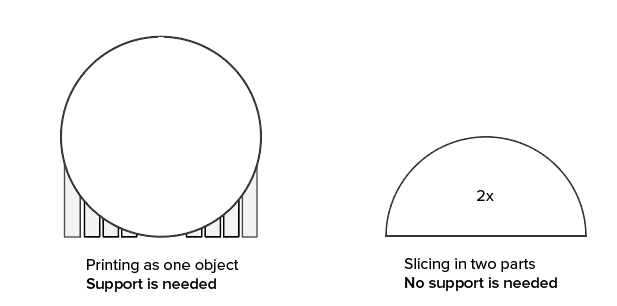 2x
Printing as one object
Support is needed
Slicing in two parts
No support is needed